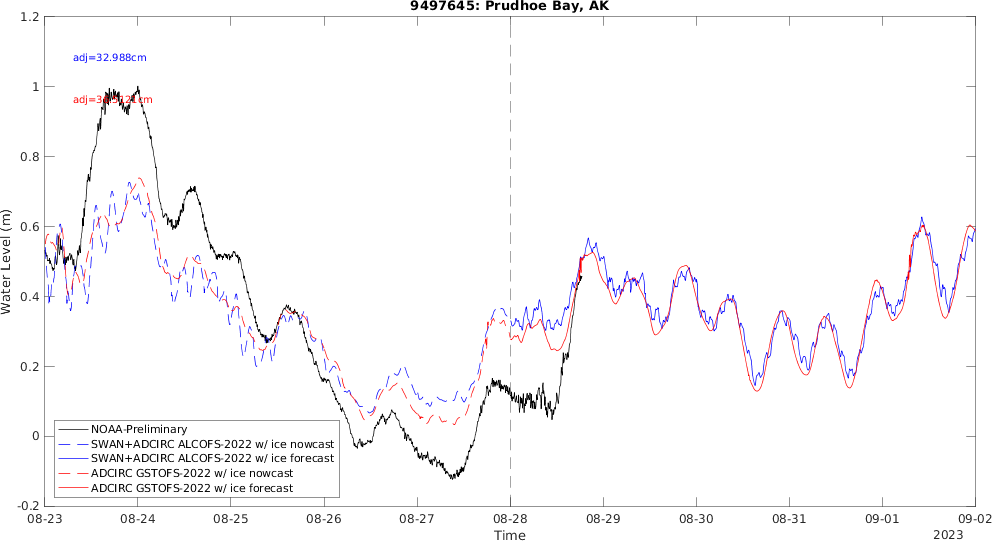 9497645: Prudhoe Bay, AK
1.2
adj=32.988cm
1
0.8
0.6
0.4
0.2
0
-0.2
Water Level (m)
NOAA-Preliminary
SWAN+ADCIRC ALCOFS-2022 w/ ice nowcast
SWAN+ADCIRC ALCOFS-2022 w/ ice forecast
ADCIRC GSTOFS-2022 w/ ice nowcast
ADCIRC GSTOFS-2022 w/ ice forecast
08-23 08-24 08-25 08-26 08-27 08-28 08-29 08-30 08-31 09-01 09-02
Time
2023